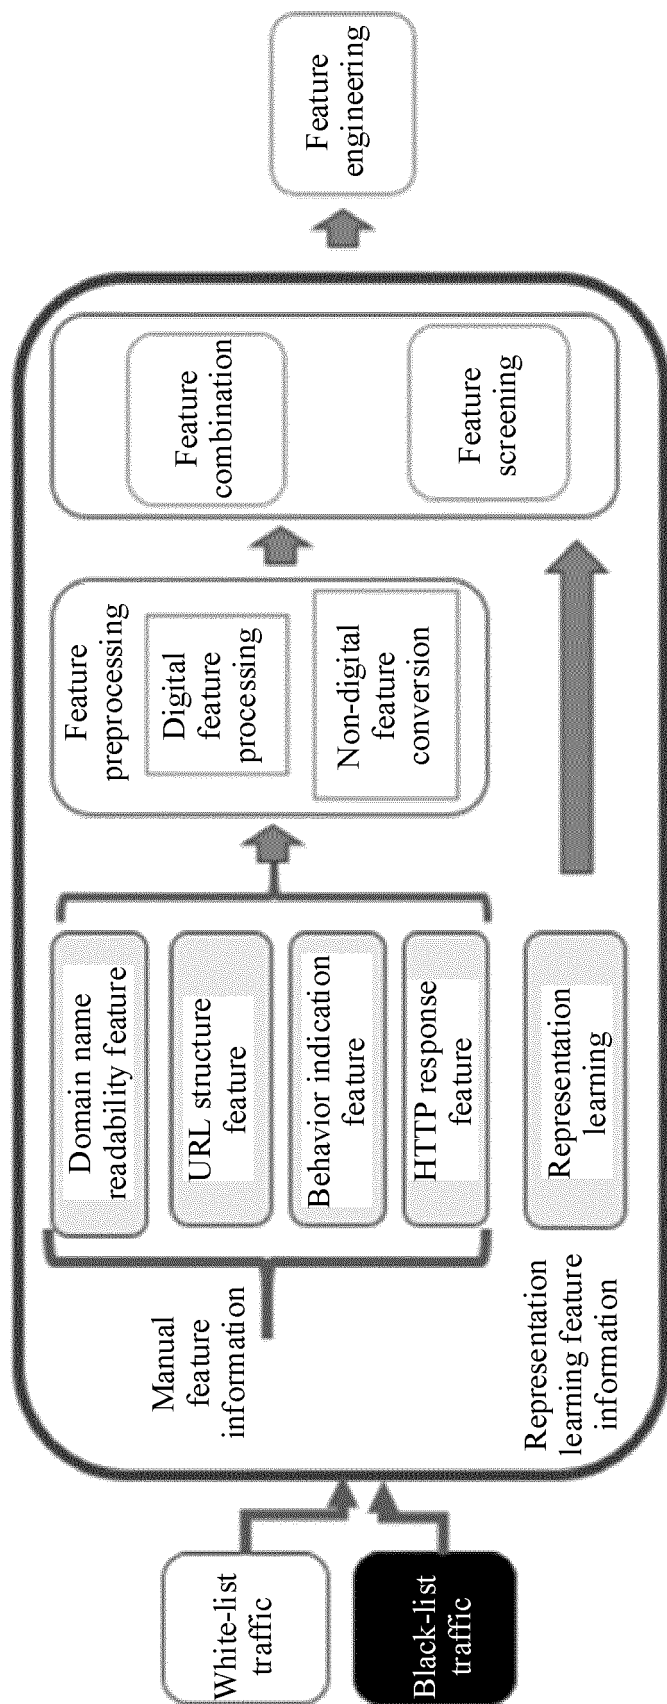 White-list
traffic
Black-list
traffic
Manual
feature
information
Representation
learning feature
information
Domain name
readability feature
URL structure
feature
Behavior indication
feature
HTTP response
feature
Representation
learning
Feature
preprocessing
Digital
feature
processing
Non-digital
feature
conversion
Feature
combination
Feature
screening
Feature
engineering